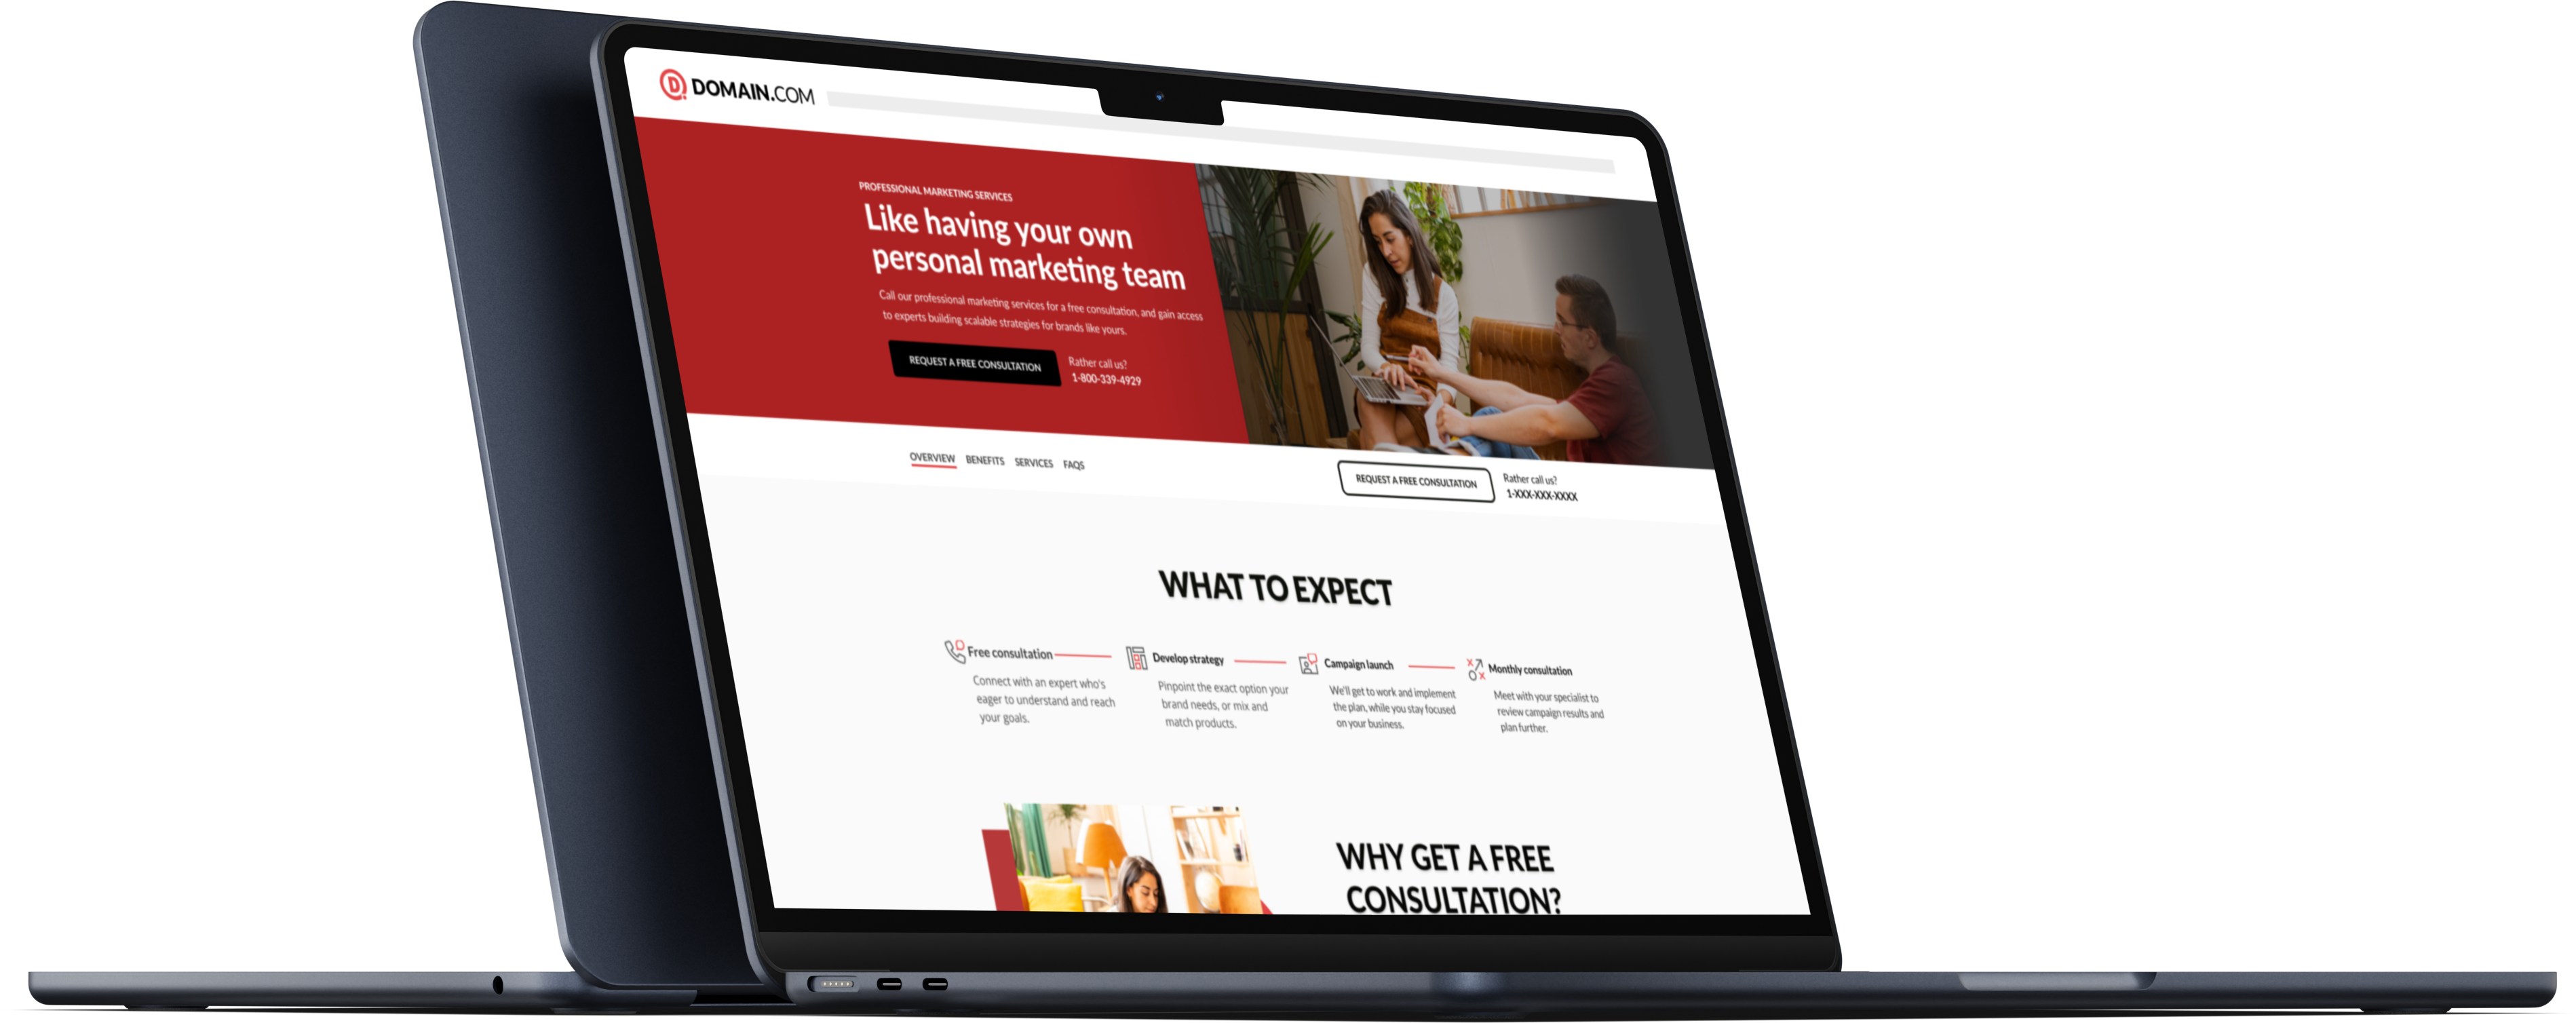 DOMAIN.COM
PROFESSIONAL MARKETING SERVICES
Like having your own
personal marketing team
Call our professional marketing services for a free consultation, and gain access
to experts building scalable strategies for brands like yours.
REQUEST A FREE CONSULTATION
Rather call us?
1-800-339-4929
OVERVIEW BENEFITS SERVICES FAQS
REQUEST A FREE CONSULTATION
Rather call us?
1-XXX-XXX-XXXX
WHAT TO EXPECT
Free consultation
Connect with an expert who's
eager to understand and reach
your goals.
Develop strategy
Pinpoint the exact option your
brand needs, or mix and
match products.
Campaign launch
We'll get to work and implement
the plan, while you stay focused
on your business.
Monthly consultation
Meet with your specialist to
review campaign results and
plan further.
WHY GET A FREE
CONSULTATION?